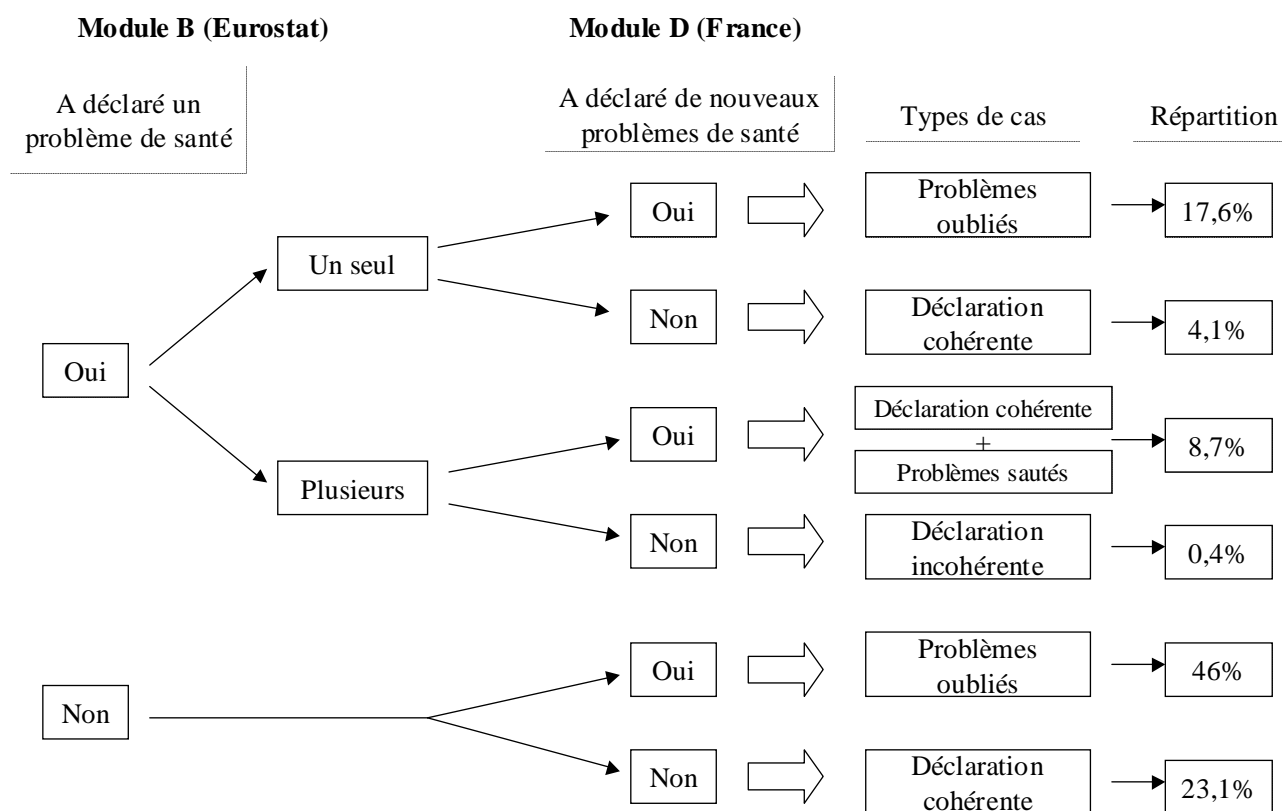 Module B (Eurostat)
Module D (France)
A déclaré un
problème de santé
A déclaré de nouveaux
problèmes de santé
Types de cas
Répartition
Oui
Problèmes
oubliés
17,6%
Un seul
Non
Déclaration
cohérente
4,1%
Oui
Oui
Déclaration cohérente
+
Problèmes sautés
8,7%
Plusieurs
Non
Déclaration
incohérente
0,4%
Non
Oui
Problèmes
oubliés
46%
Non
Déclaration
cohérente
23,1%